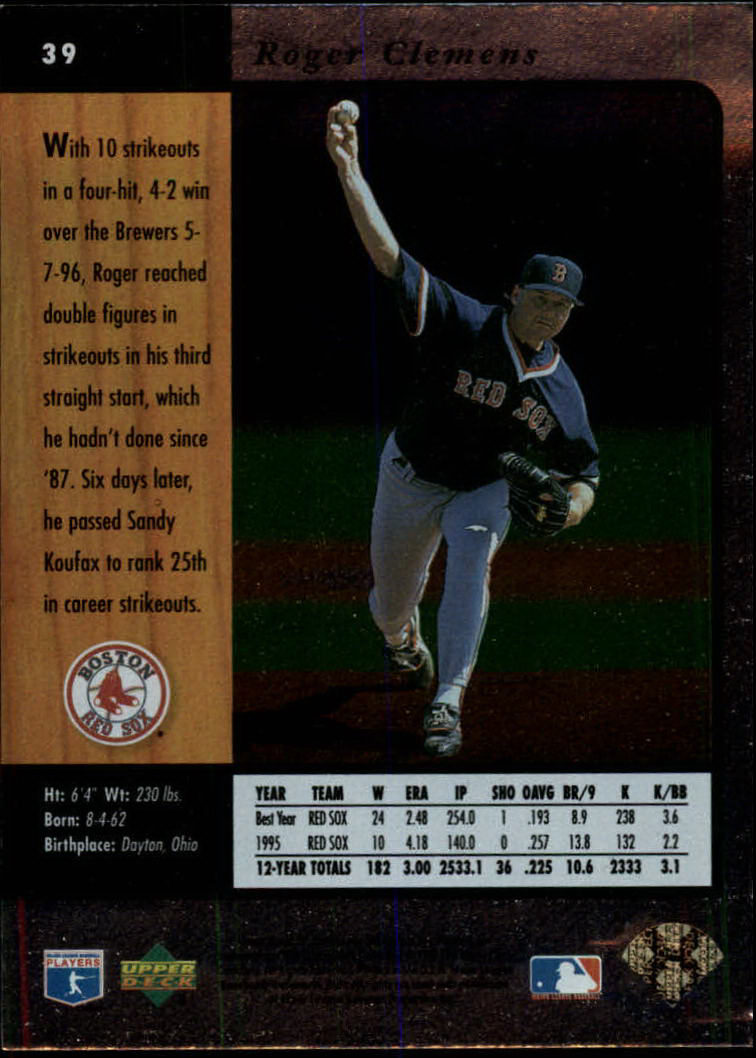 39
Roger Clemens
With 10 strikeouts
in a four-hit, 4-2 win
over the Brewers 5-
7-96, Roger reached
double figures in
strikeouts in his third
straight start, which
he hadn't done since
'87. Six days later,
he passed Sandy
Koufax to rank 25th
in career strikeouts.
B
RED SOX
BOSTON
RED SOX
Ht: 6'4" Wt: 230 lbs.
Born: 8-4-62
Birthplace: Dayton, Ohio
YEAR TEAM W ERA IP SHO OAVG BR/9 K K/BB
Best Year RED SOX 24 2.48 254.0 1 .193 8.9 238 3.6
1995 RED SOX 10 4.18 140.0 0 .257 13.8 132 2.2
12-YEAR TOTALS 182 3.00 2533.1 36 .225 10.6 2333 3.1
MAJOR LEAGUE BASEBALL
PLAYERS
UPPER
DECK
MAJOR LEAGUE BASEBALL